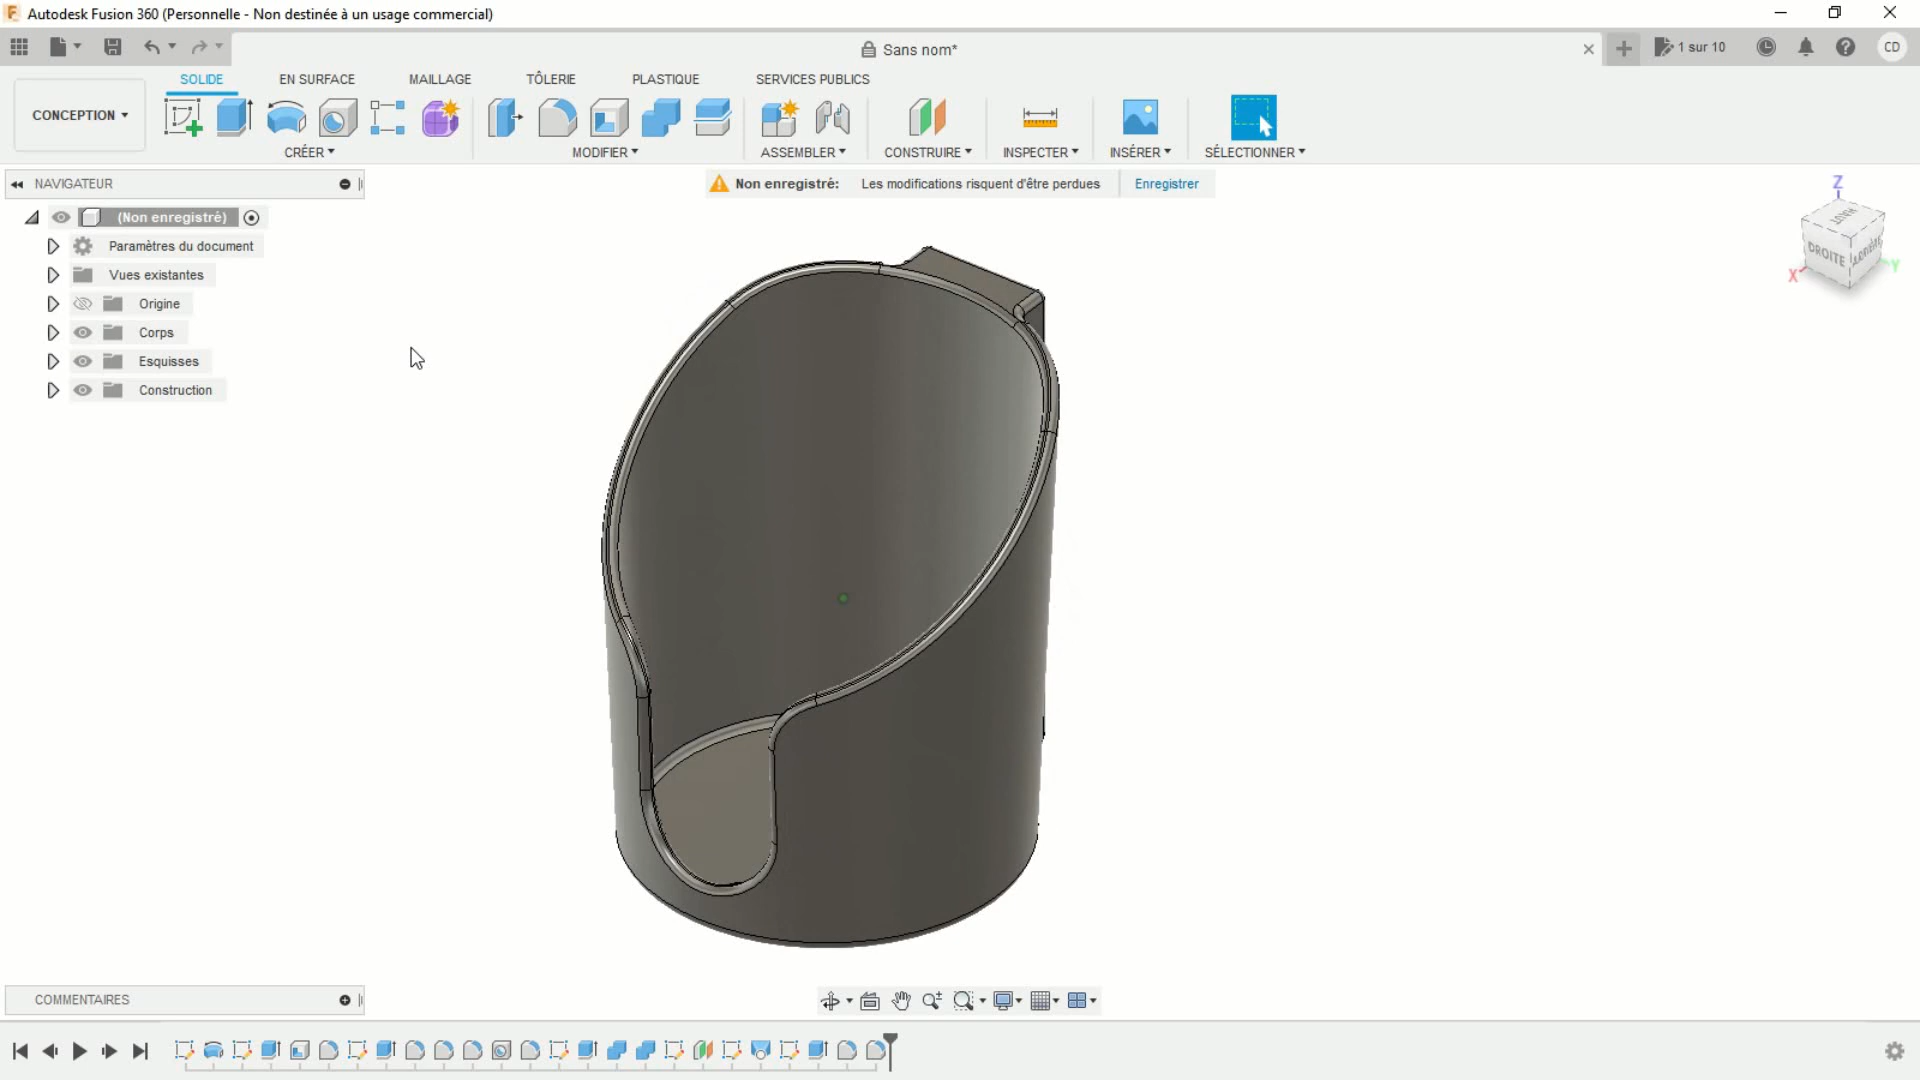 Autodesk Fusion 360 (Personnelle - Non destinée à un usage commercial)
Sans nom*
1 sur 10
CD
CONCEPTION
SOLIDE
EN SURFACE
MAILLAGE
TÔLERIE
PLASTIQUE
SERVICES PUBLICS
CRÉER
MODIFIER
ASSEMBLER
CONSTRUIRE
INSPECTER
INSÉRER
SÉLECTIONNER
NAVIGATEUR
Non enregistré: Les modifications risquent d'être perdues Enregistrer
(Non enregistré)
Paramètres du document
Vues existantes
Origine
Corps
Esquisses
Construction
Z
HAUT
DROITE
ARRIÈRE
X
Y
COMMENTAIRES